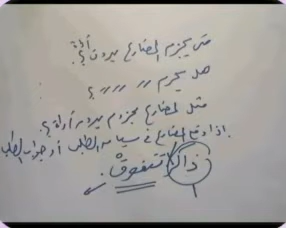 متى يجزم المضارع بدون أداة؟
هل يجزم 〃 〃 〃 〃؟
مثل لمضارع مجزوم بدون أداة؟
إذا وقع المضارع في سياق الطلب أو جواب الطلب
ذاكر تتفوقْ.